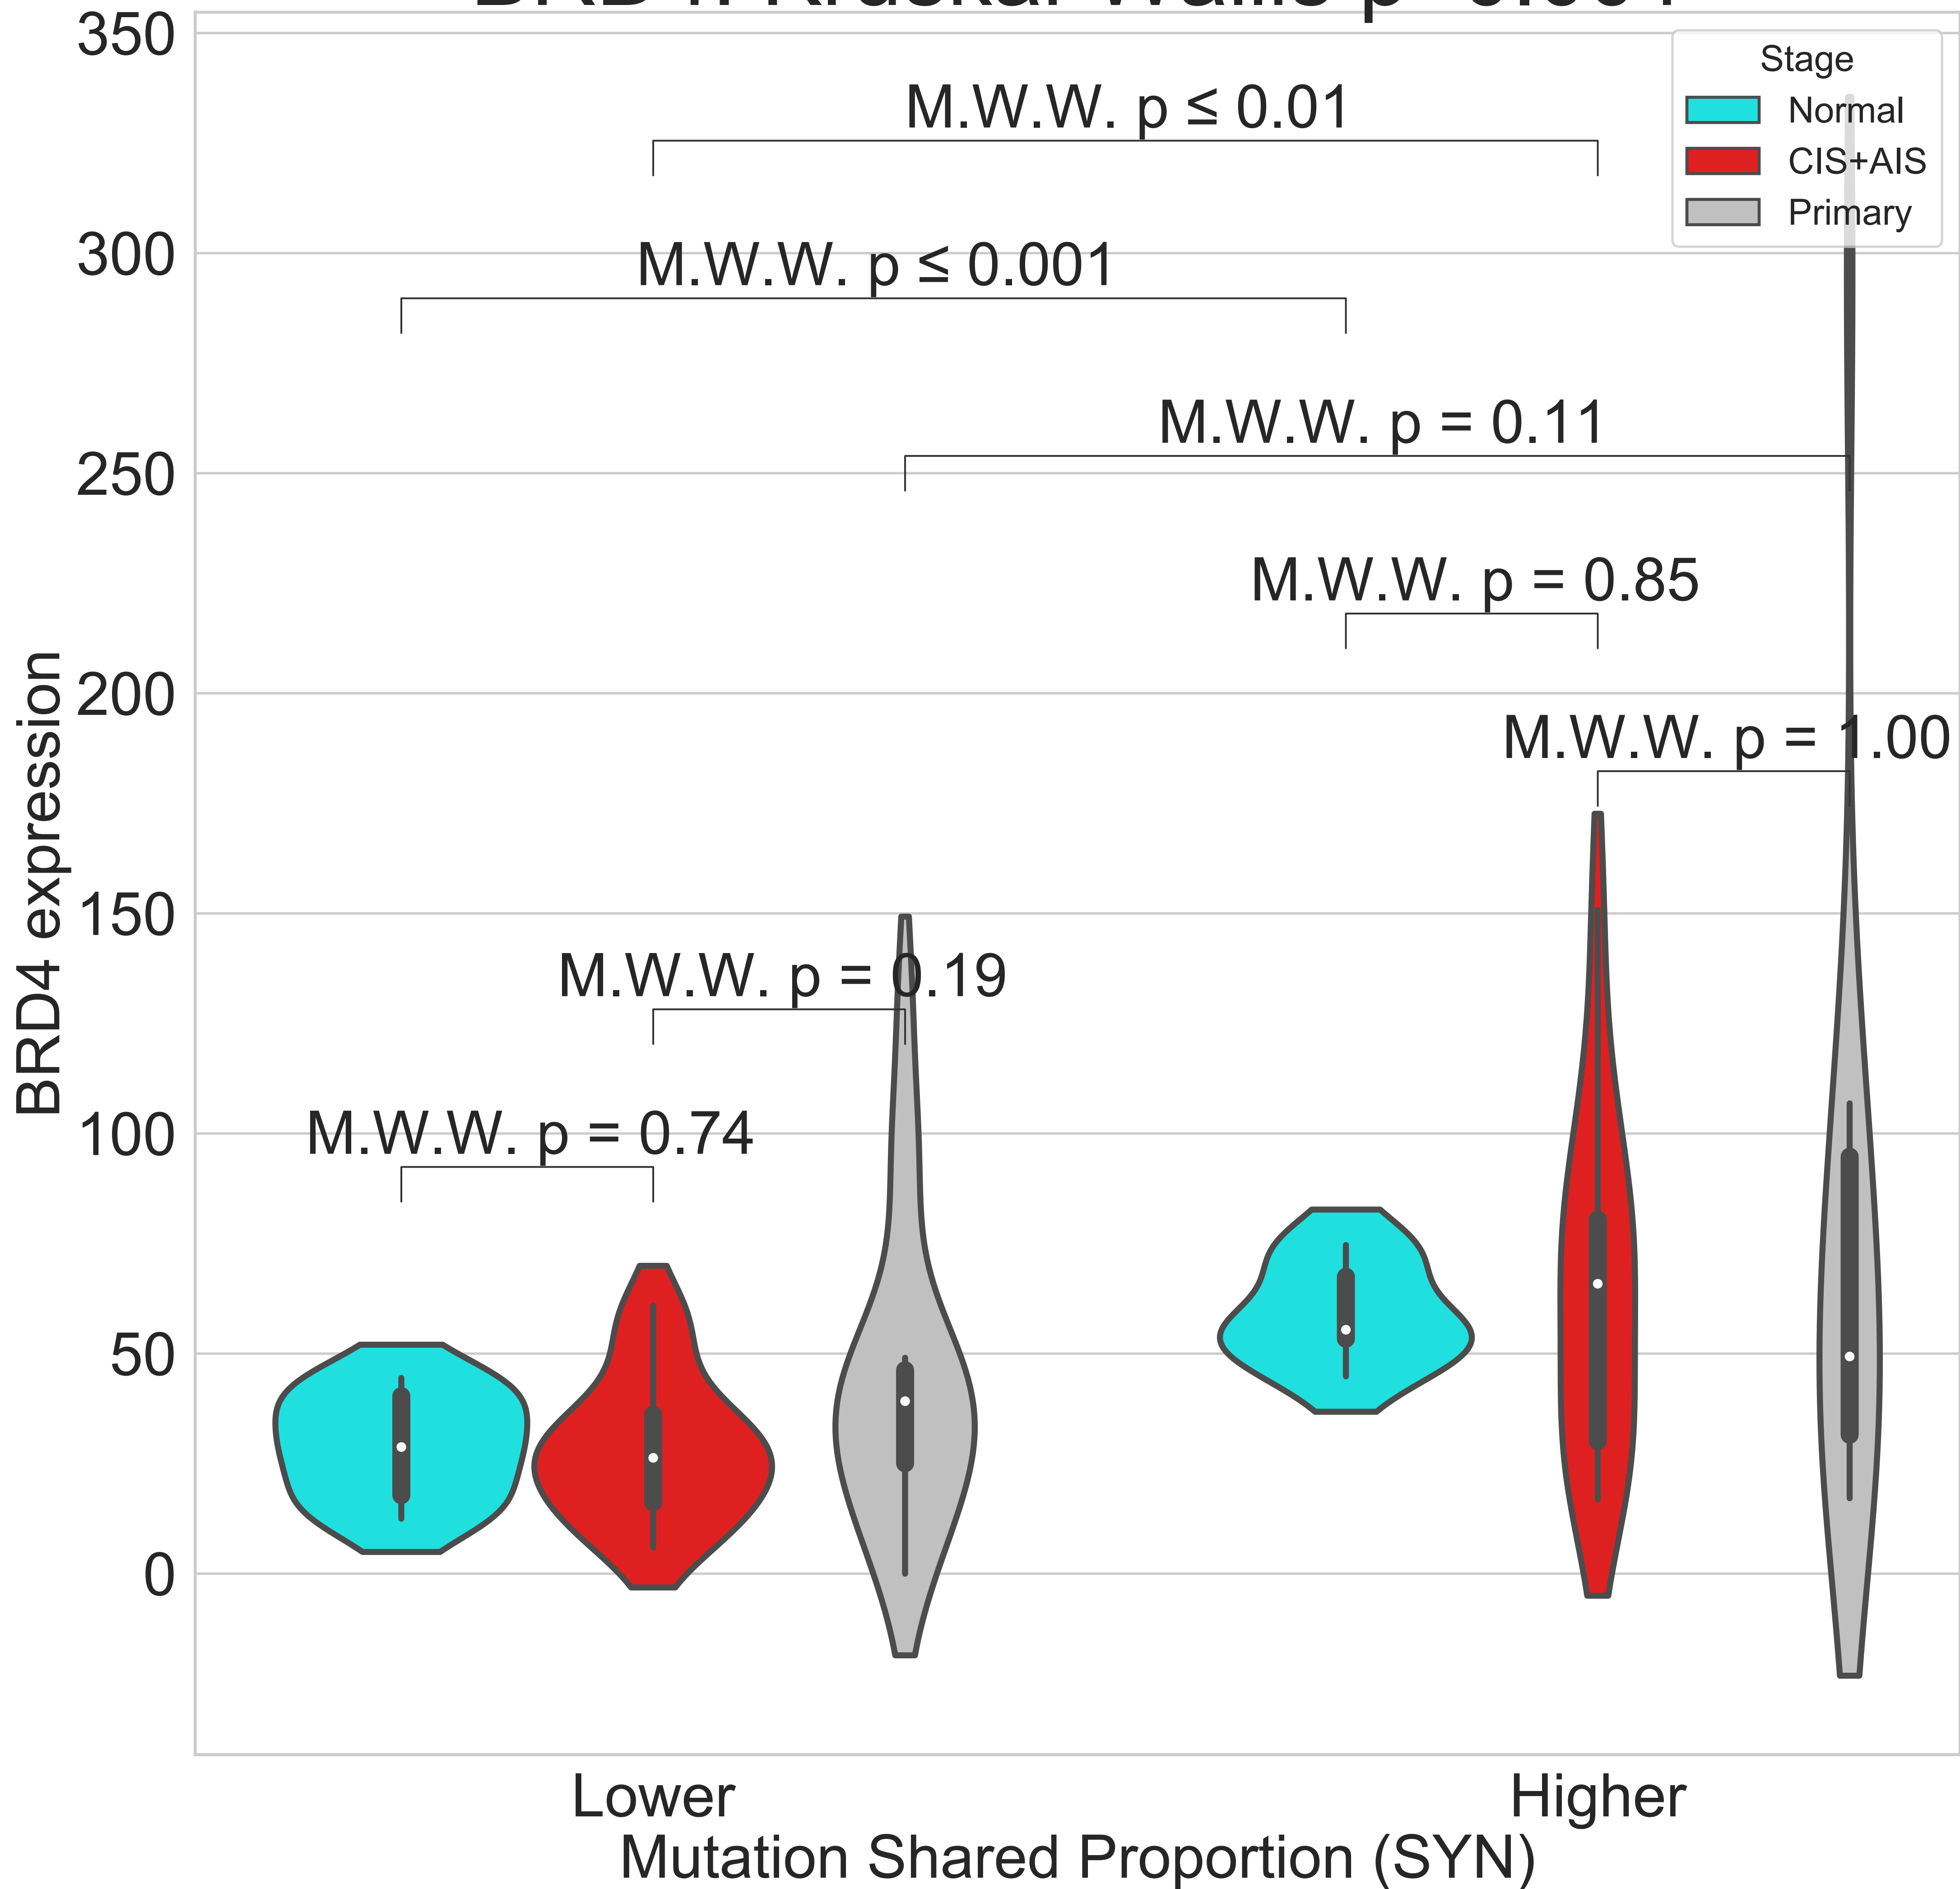 350
300
250
200
150
100
50
0
BRD4 expression
Stage
Normal
CIS+AIS
Primary
M.W.W. p ≤ 0.01
M.W.W. p ≤ 0.001
M.W.W. p = 0.11
M.W.W. p = 0.85
M.W.W. p = 1.00
M.W.W. p = 0.19
M.W.W. p = 0.74
Lower
Higher
Mutation Shared Proportion (SYN)